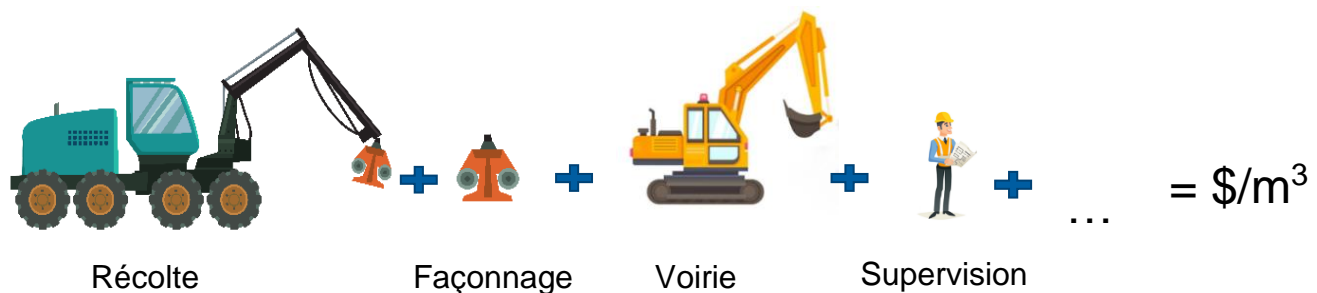 … = $/m³
Récolte Façonnage Voirie Supervision